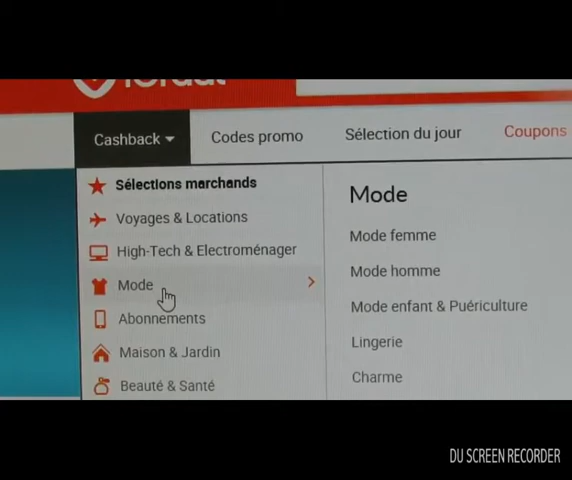 Cashback
Codes promo
Sélection du jour
Coupons
Sélections marchands
Voyages & Locations
High-Tech & Electroménager
Mode
Abonnements
Maison & Jardin
Beauté & Santé
Mode
Mode femme
Mode homme
Mode enfant & Puériculture
Lingerie
Charme
DU SCREEN RECORDER